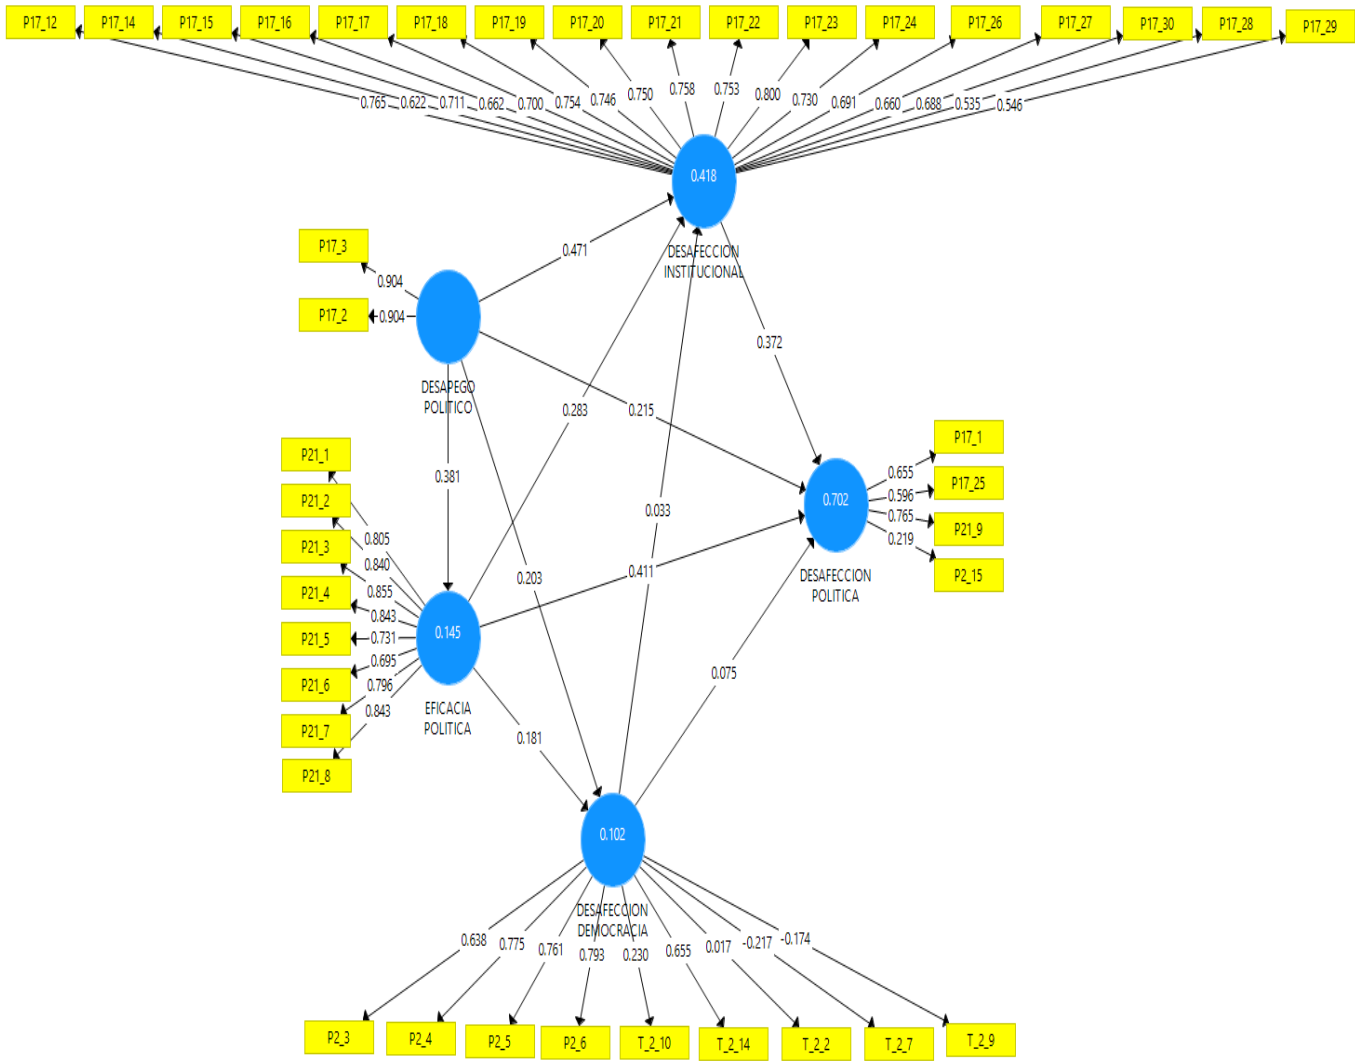 P17_12
P17_14
P17_15
P17_16
P17_17
P17_18
P17_19
P17_20
P17_21
P17_22
P17_23
P17_24
P17_26
P17_27
P17_30
P17_28
P17_29
0.765
0.622
0.711
0.662
0.700
0.754
0.746
0.750
0.758
0.753
0.800
0.730
0.691
0.660
0.688
0.535
0.546
0.418
DESAFECCION
INSTITUCIONAL
P17_3
P17_2
0.904
0.904
DESAPEGO
POLITICO
0.471
0.372
0.283
0.215
0.381
0.203
0.033
0.411
0.075
0.181
P17_1
P17_25
P21_9
P2_15
0.655
0.596
0.765
0.219
0.702
DESAFECCION
POLITICA
P21_1
P21_2
P21_3
P21_4
P21_5
P21_6
P21_7
P21_8
0.805
0.840
0.855
0.843
0.731
0.695
0.796
0.843
0.145
EFICACIA
POLITICA
0.102
DESAFECCION
DEMOCRACIA
0.638
0.775
0.761
0.793
0.230
0.655
0.017
-0.217
-0.174
P2_3
P2_4
P2_5
P2_6
T_2_10
T_2_14
T_2_2
T_2_7
T_2_9